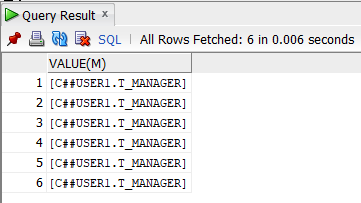 Query Result x
SQL | All Rows Fetched: 6 in 0.006 seconds
VALUE(M)
1 [C##USER1.T_MANAGER]
2 [C##USER1.T_MANAGER]
3 [C##USER1.T_MANAGER]
4 [C##USER1.T_MANAGER]
5 [C##USER1.T_MANAGER]
6 [C##USER1.T_MANAGER]